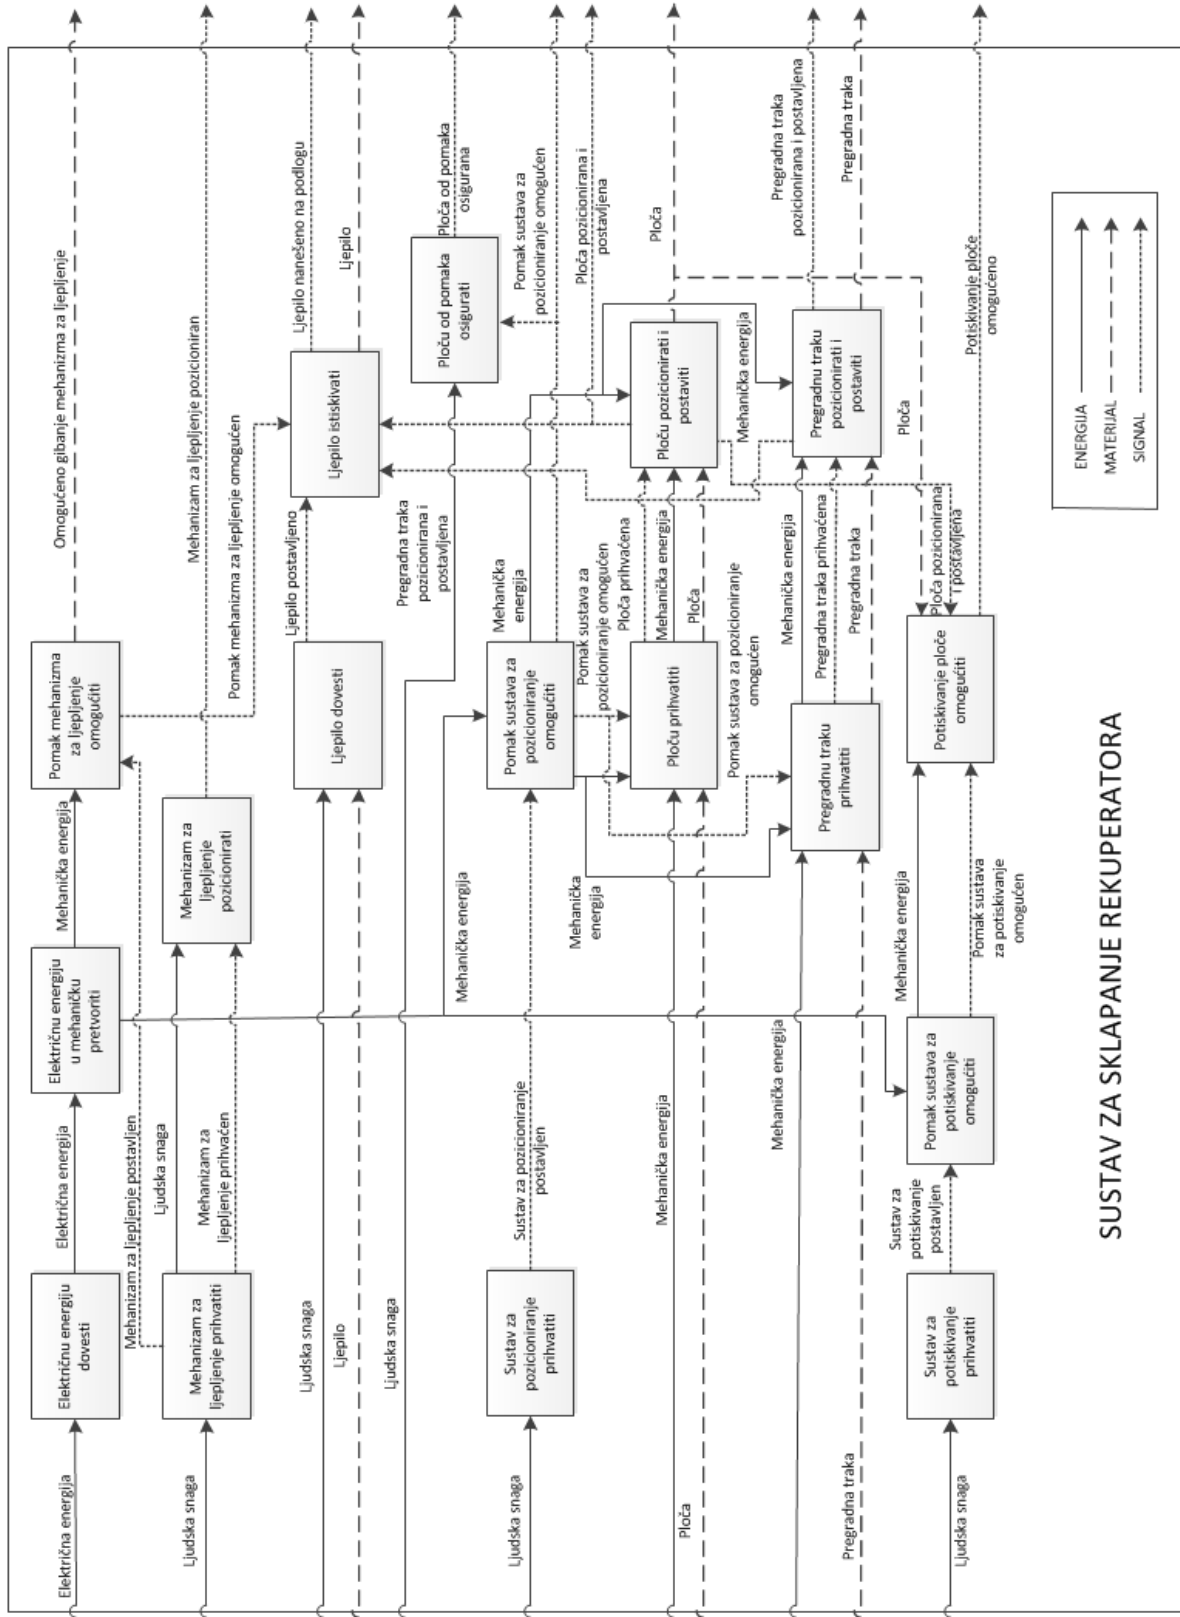 Električna energija
Električnu energiju
dovesti
Električna energija
Električnu energiju
u mehaničku
pretvoriti
Mehanička energija
Pomak mehanizma
za ljepljenje
omogućiti
Omogućeno gibanje mehanizma za ljepljenje
Ljudska snaga
Mehanizam za
ljepljenje prihvatiti
Mehanizam za ljepljenje postavljen
Ljudska snaga
Mehanizam za
ljepljenje prihvaćen
Mehanizam za
ljepljenje
pozicionirati
Mehanizam za ljepljenje pozicioniran
Pomak mehanizma za ljepljenje omogućen
Ljudska snaga
Ljepilo
Ljepilo dovesti
Ljepilo postavljeno
Ljepilo istiskivati
Ljepilo nanešeno na podlogu
Ljepilo
Ljudska snaga
Pregradna traka
pozicionirana i
postavljena
Ploču od pomaka
osigurati
Ploča od pomaka
osigurana
Mehanička energija
Ljudska snaga
Sustav za
pozicioniranje
prihvatiti
Sustav za pozicioniranje
postavljen
Pomak sustava za
pozicioniranje
omogućiti
Mehanička
energija
Pomak sustava za
pozicioniranje omogućen
Pomak sustava za
pozicioniranje omogućen
Ploča pozicionirana i
postavljena
Mehanička
energija
Mehanička energija
Ploča
Ploču prihvatiti
Ploča prihvaćena
Mehanička energija
Ploča
Ploču pozicionirati i
postaviti
Ploča
Pomak sustava za pozicioniranje
omogućen
Mehanička energija
Mehanička energija
Pregradna traka
Pregradnu traku
prihvatiti
Mehanička energija
Pregradna traka prihvaćena
Pregradna traka
Pregradnu traku
pozicionirati i
postaviti
Pregradna traka
pozicionirana i postavljena
Pregradna traka
Ploča
Ljudska snaga
Sustav za
potiskivanje
prihvatiti
Sustav za
potiskivanje
postavljen
Pomak sustava za
potiskivanje
omogućiti
Mehanička energija
Pomak sustava
za potiskivanje
omogućen
Potiskivanje ploče
omogućiti
Ploča pozicionirana
i postavljena
Potiskivanje ploče
omogućeno
ENERGIJA
MATERIJAL
SIGNAL
SUSTAV ZA SKLAPANJE REKUPERATORA